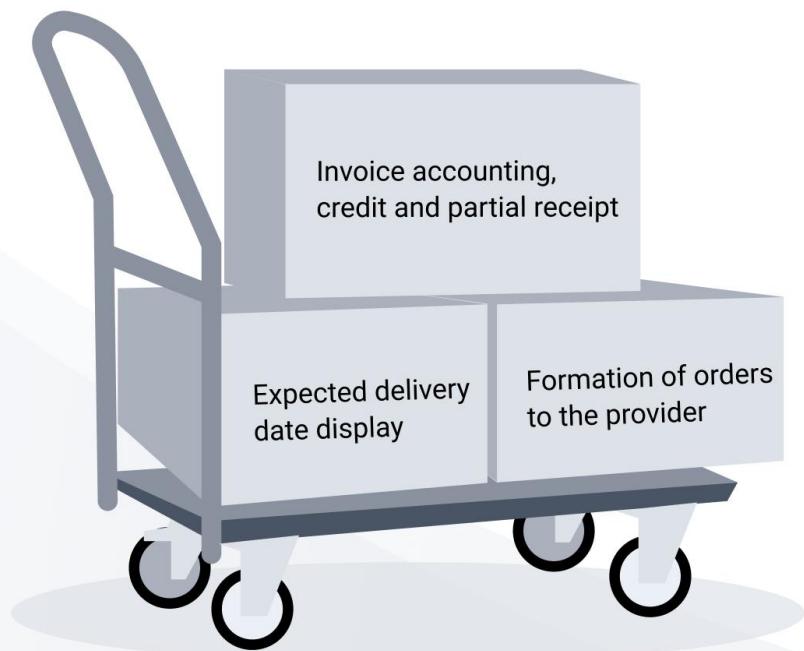 Invoice accounting,
credit and partial receipt
Expected delivery
date display
Formation of orders
to the provider